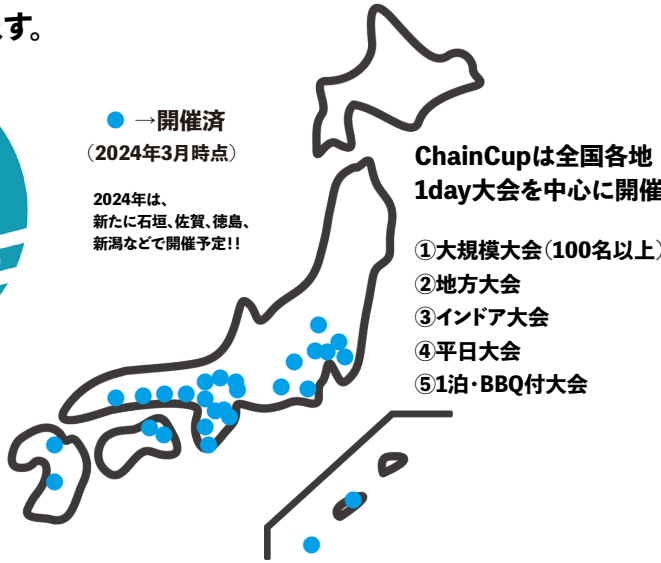 す。
●→開催済
（2024年3月時点）
2024年は、
新たに石垣、佐賀、徳島、
新潟などで開催予定!!
ChainCupは全国各地
1day大会を中心に開催
①大規模大会（100名以上）
②地方大会
③インドア大会
④平日大会
⑤1泊・BBQ付大会